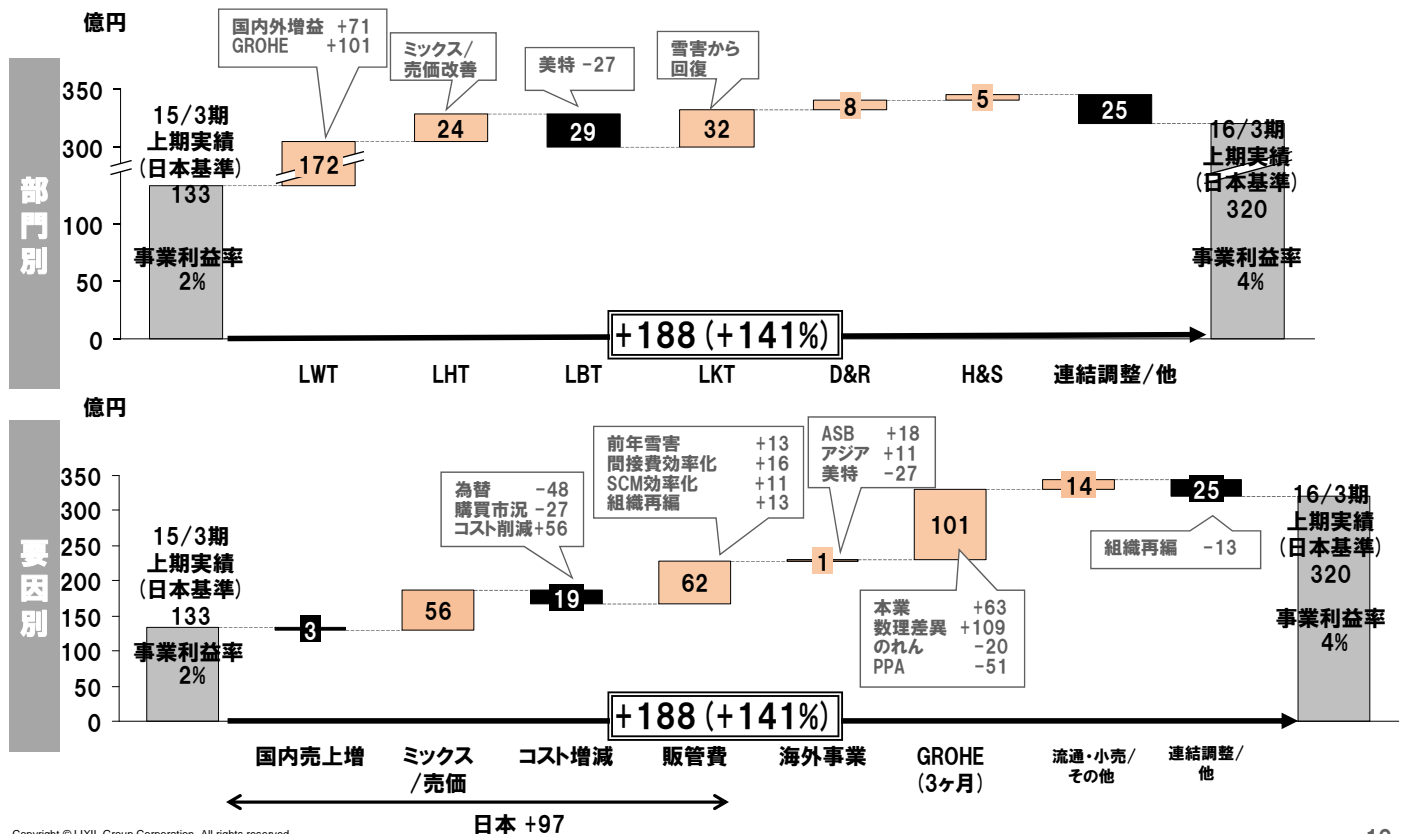 億円
国内外増益 +71
GROHE +101
ミックス/
売価改善
美特 -27
雪害から
回復
部門別
350
300
100
50
0
15/3期
上期実績
(日本基準)
133
事業利益率
2%
172
24
29
32
8
5
25
16/3期
上期実績
(日本基準)
320
事業利益率
4%
+188 (+141%)
LWT
LHT
LBT
LKT
D&R
H&S
連結調整/他
億円
要因別
350
300
250
200
150
100
50
0
15/3期
上期実績
(日本基準)
133
事業利益率
2%
為替 -48
購買市況 -27
コスト削減+56
前年雪害 +13
間接費効率化 +16
SCM効率化 +11
組織再編 +13
ASB +18
アジア +11
美特 -27
3
56
19
62
1
101
14
25
本業 +63
数理差異 +109
のれん -20
PPA -51
組織再編 -13
16/3期
上期実績
(日本基準)
320
事業利益率
4%
+188 (+141%)
国内売上増
ミックス
/売価
コスト増減
販管費
海外事業
GROHE
(3ヶ月)
流通・小売/
その他
連結調整/
他
日本 +97